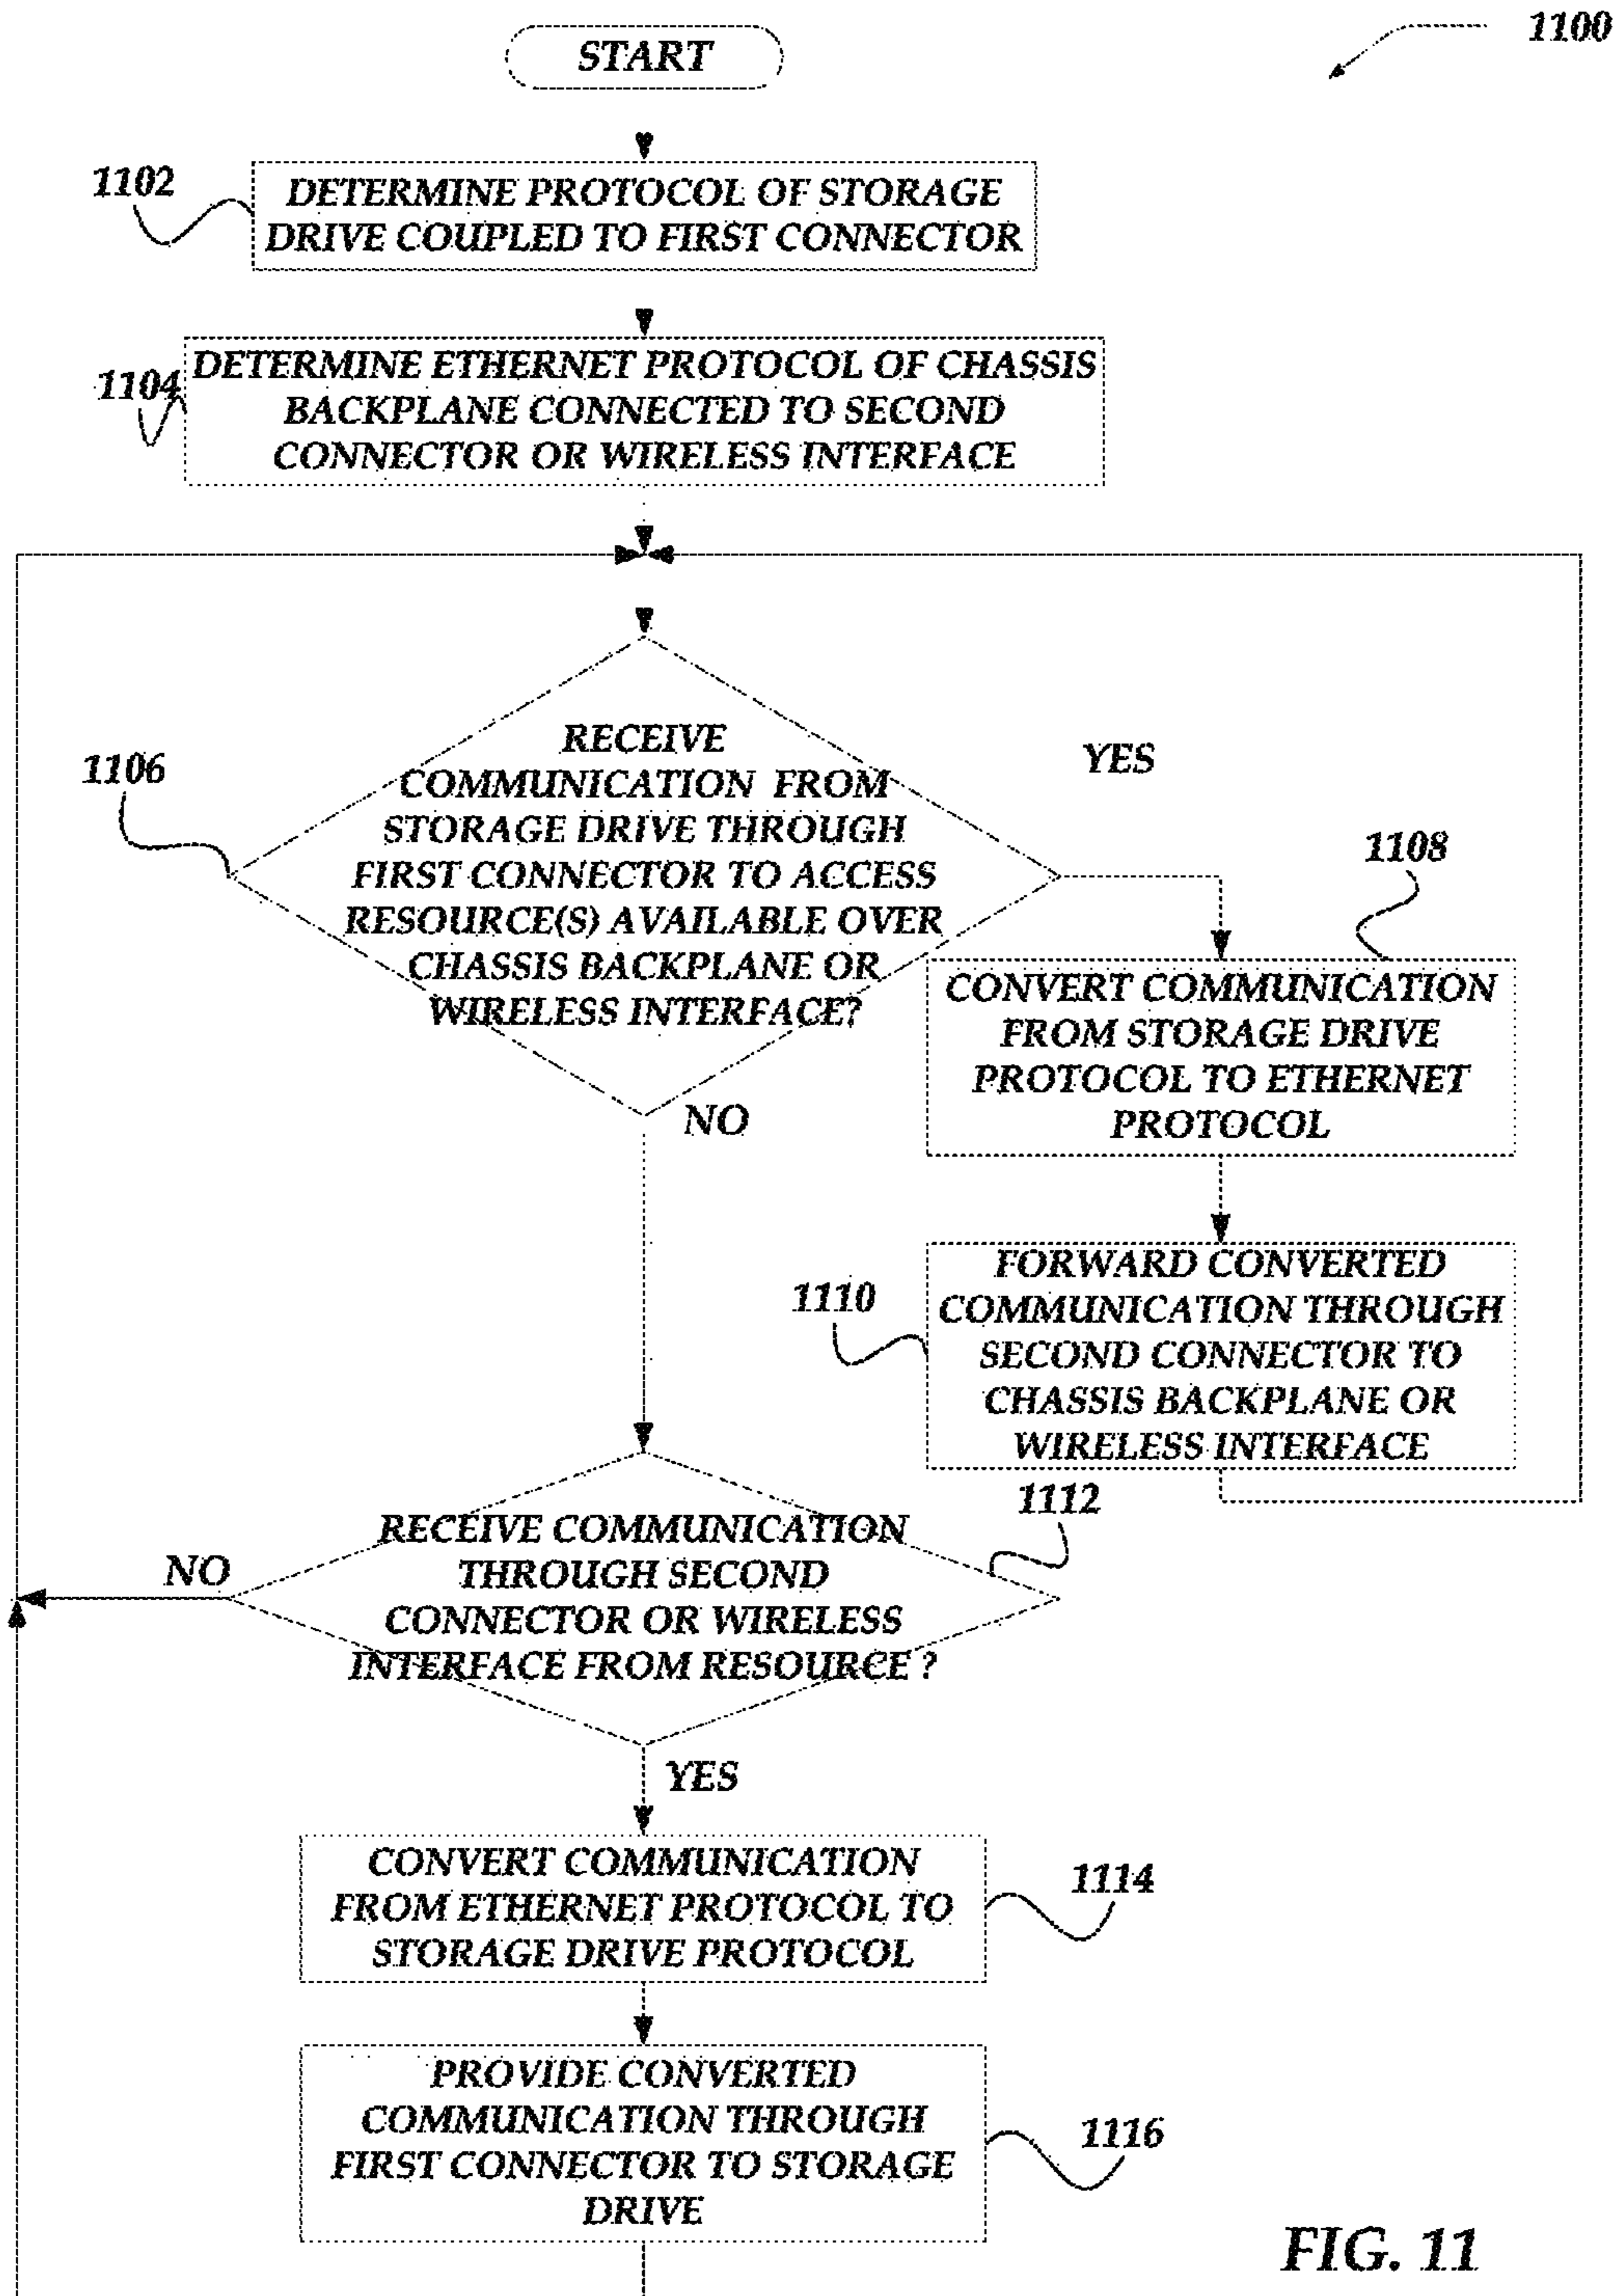 1100
START
1102
DETERMINE PROTOCOL OF STORAGE
DRIVE COUPLED TO FIRST CONNECTOR
1104
DETERMINE ETHERNET PROTOCOL OF CHASSIS
BACKPLANE CONNECTED TO SECOND
CONNECTOR OR WIRELESS INTERFACE
1106
RECEIVE
COMMUNICATION FROM
STORAGE DRIVE THROUGH
FIRST CONNECTOR TO ACCESS
RESOURCE(S) AVAILABLE OVER
CHASSIS BACKPLANE OR
WIRELESS INTERFACE?
YES
NO
1108
CONVERT COMMUNICATION
FROM STORAGE DRIVE
PROTOCOL TO ETHERNET
PROTOCOL
1110
FORWARD CONVERTED
COMMUNICATION THROUGH
SECOND CONNECTOR TO
CHASSIS BACKPLANE OR
WIRELESS INTERFACE
1112
RECEIVE COMMUNICATION
THROUGH SECOND
CONNECTOR OR WIRELESS
INTERFACE FROM RESOURCE ?
NO
YES
CONVERT COMMUNICATION
FROM ETHERNET PROTOCOL TO
STORAGE DRIVE PROTOCOL
1114
PROVIDE CONVERTED
COMMUNICATION THROUGH
FIRST CONNECTOR TO STORAGE
DRIVE
1116
FIG. 11